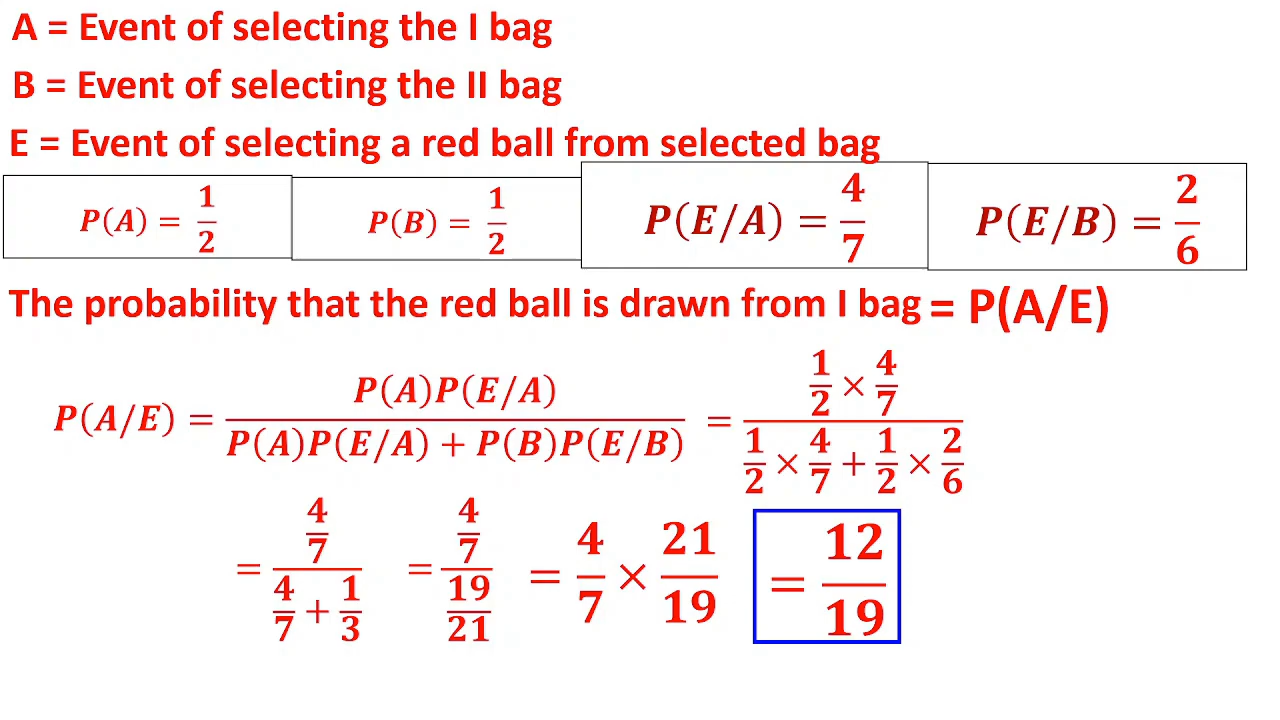 A = Event of selecting the I bag
B = Event of selecting the II bag
E = Event of selecting a red ball from selected bag
P(A) = 1/2 P(B) = 1/2 P(E/A) = 4/7 P(E/B) = 2/6
The probability that the red ball is drawn from I bag = P(A/E)
P(A/E) = P(A)P(E/A) / P(A)P(E/A) + P(B)P(E/B) = 1/2 × 4/7 / 1/2 × 4/7 + 1/2 × 2/6
= 4/7 / 4/7 + 1/3 = 4/7 / 19/21 = 4/7 × 21/19 = 12/19